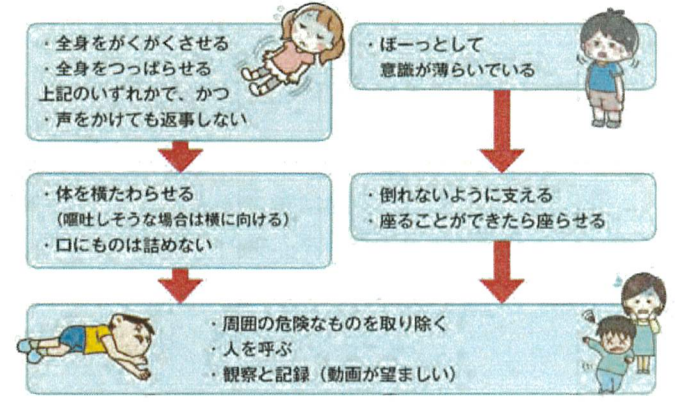 ・全身をがくがくさせる
・全身をつっぱらせる
上記のいずれかで、かつ
・声をかけても返事しない
・ぼーっとして
意識が薄らいでいる
・体を横たわらせる
(嘔吐しそうな場合は横に向ける)
・口にものは詰めない
・倒れないように支える
・座ることができたら座らせる
・周囲の危険なものを取り除く
・人を呼ぶ
・観察と記録(動画が望ましい)